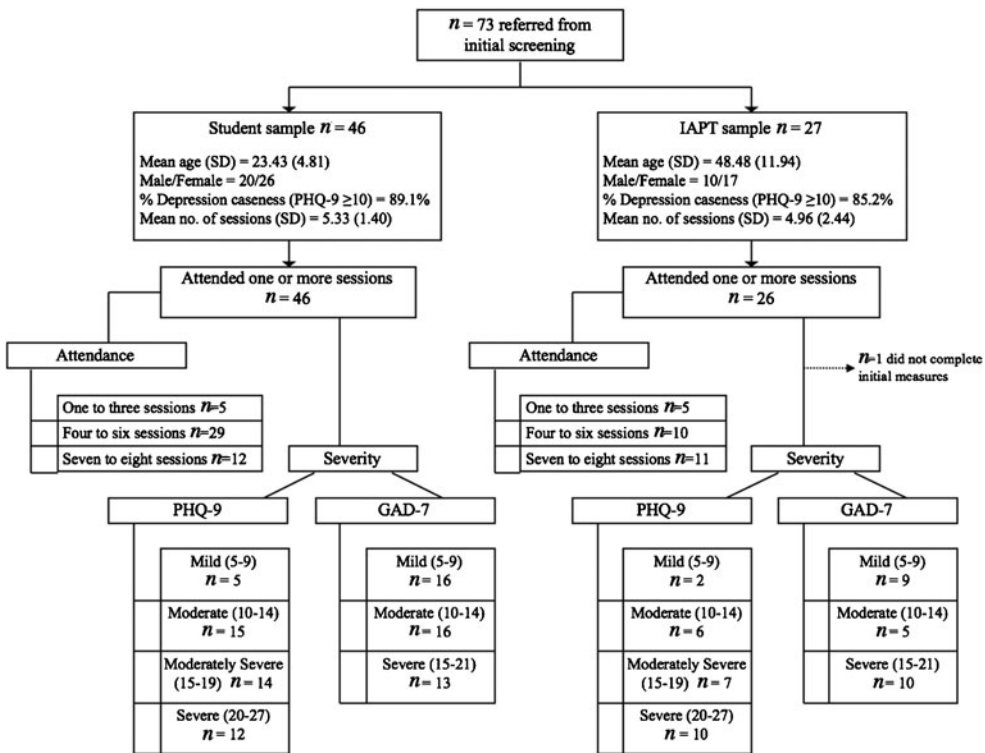 n = 73 referred from
initial screening
Student sample n = 46
Mean age (SD) = 23.43 (4.81)
Male/Female = 20/26
% Depression caseness (PHQ-9 ≥10) = 89.1%
Mean no. of sessions (SD) = 5.33 (1.40)
IAPT sample n = 27
Mean age (SD) = 48.48 (11.94)
Male/Female = 10/17
% Depression caseness (PHQ-9 ≥10) = 85.2%
Mean no. of sessions (SD) = 4.96 (2.44)
Attended one or more sessions
n = 46
Attended one or more sessions
n = 26
Attendance
One to three sessions n=5
Four to six sessions n=29
Seven to eight sessions n=12
Attendance
One to three sessions n=5
Four to six sessions n=10
Seven to eight sessions n=11
n=1 did not complete
initial measures
Severity
PHQ-9
Mild (5-9)
n = 5
Moderate (10-14)
n = 15
Moderately Severe
(15-19) n = 14
Severe (20-27)
n = 12
GAD-7
Mild (5-9)
n = 16
Moderate (10-14)
n = 16
Severe (15-21)
n = 13
Severity
PHQ-9
Mild (5-9)
n = 2
Moderate (10-14)
n = 6
Moderately Severe
(15-19) n = 7
Severe (20-27)
n = 10
GAD-7
Mild (5-9)
n = 9
Moderate (10-14)
n = 5
Severe (15-21)
n = 10